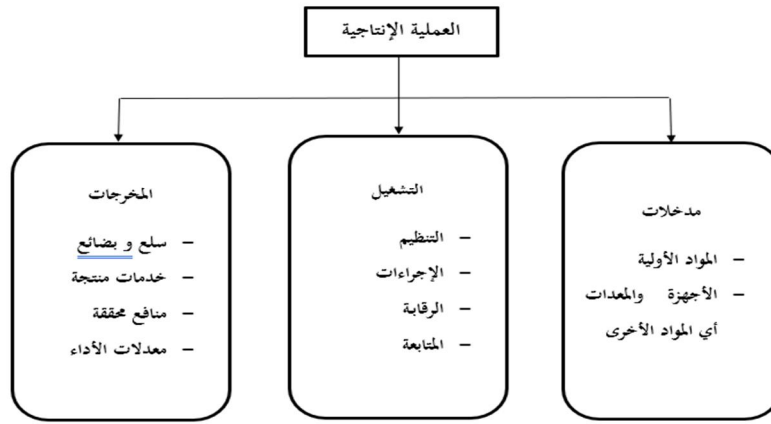 العملية الإنتاجية
مدخلات
– المواد الأولية
– الأجهزة والمعدات
أي المواد الأخرى
التشغيل
– التنظيم
– الإجراءات
– الرقابة
– المتابعة
المخرجات
– سلع و بضائع
– خدمات منتجة
– منافع محققة
– معدلات الأداء